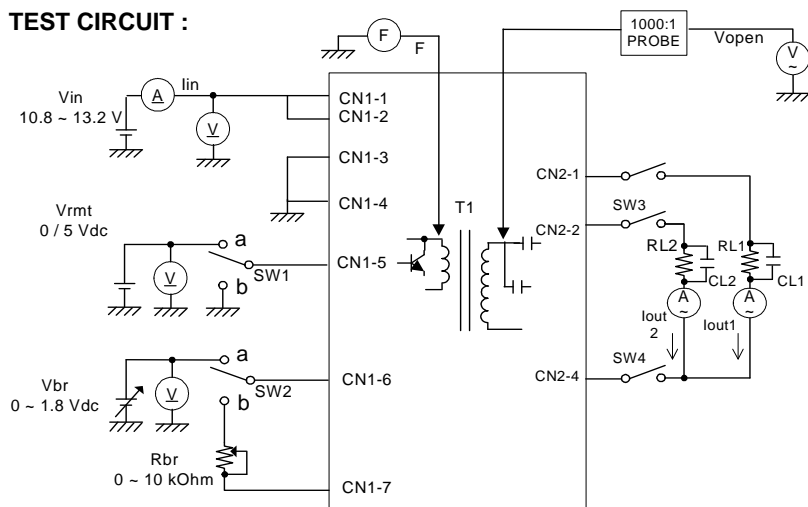 TEST CIRCUIT :
F
F
1000:1
PROBE
Vopen
V
~
Vin
10.8 ~ 13.2 V
A
Iin
V
CN1-1
CN1-2
CN1-3
CN1-4
Vrmt
0 / 5 Vdc
V
a
b
SW1
CN1-5
T1
CN2-1
SW3
CN2-2
RL2
CL2
RL1
CL1
A
~
A
~
Iout
2
Iout1
SW4
CN2-4
Vbr
0 ~ 1.8 Vdc
V
a
b
SW2
CN1-6
Rbr
0 ~ 10 kOhm
CN1-7